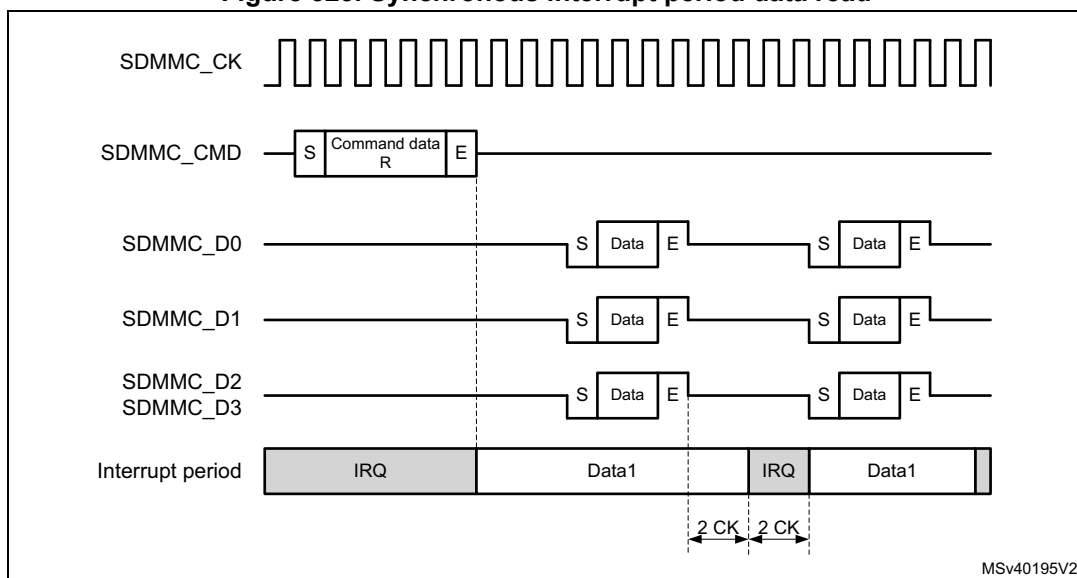 SDMMC_CK
SDMMC_CMD
S
Command data
R
E
SDMMC_D0
S
Data
E
S
Data
E
SDMMC_D1
S
Data
E
S
Data
E
SDMMC_D2
SDMMC_D3
S
Data
E
S
Data
E
Interrupt period
IRQ
Data1
IRQ
Data1
2 CK
2 CK
MSv40195V2